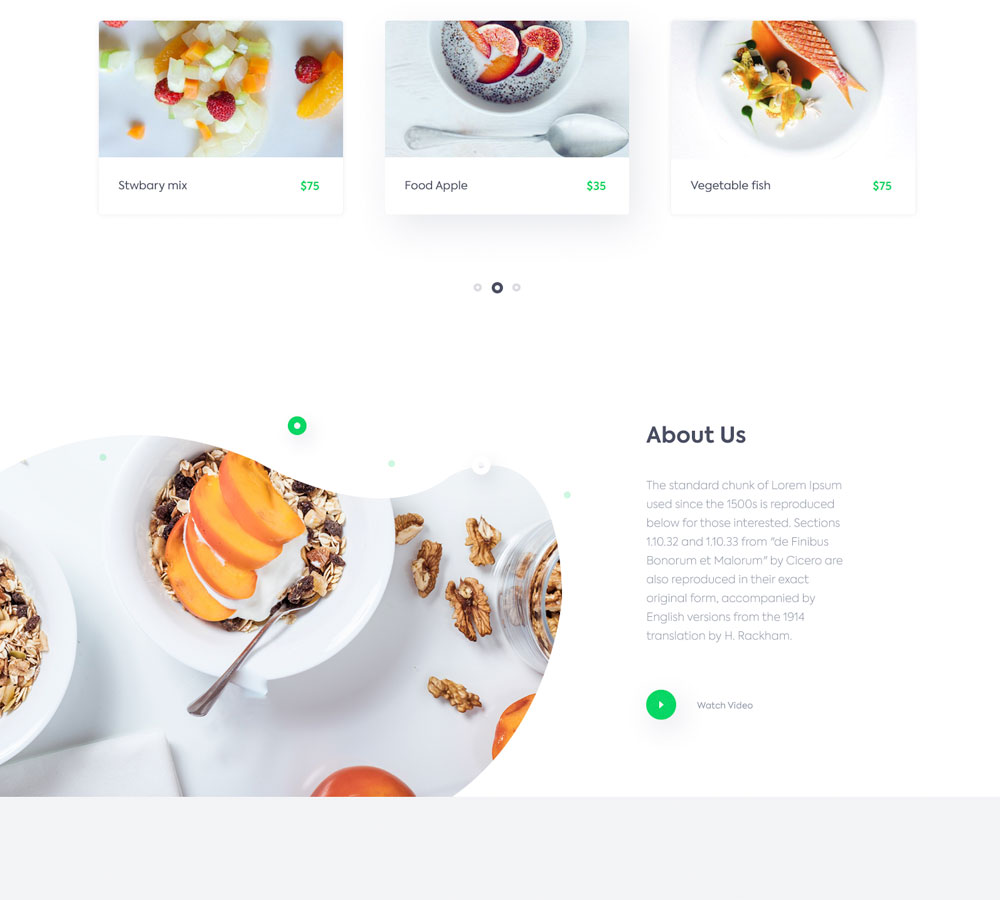 Stwbary mix
$75
Food Apple
$35
Vegetable fish
$75
About Us
The standard chunk of Lorem Ipsum
used since the 1500s is reproduced
below for those interested. Sections
1.10.32 and 1.10.33 from "de Finibus
Bonorum et Malorum" by Cicero are
also reproduced in their exact
original form, accompanied by
English versions from the 1914
translation by H. Rackham.
Watch Video